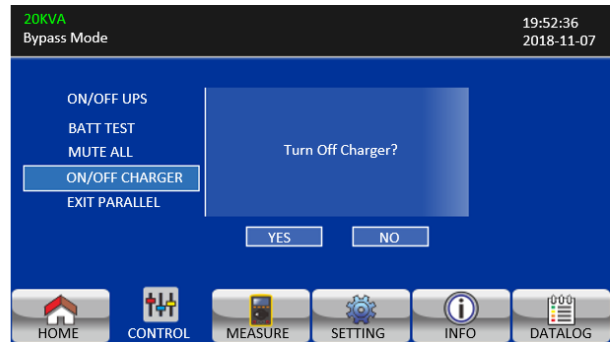 20KVA
Bypass Mode
19:52:36
2018-11-07
ON/OFF UPS
BATT TEST
MUTE ALL
ON/OFF CHARGER
EXIT PARALLEL
Turn Off Charger?
YES NO
HOME CONTROL MEASURE SETTING INFO DATALOG